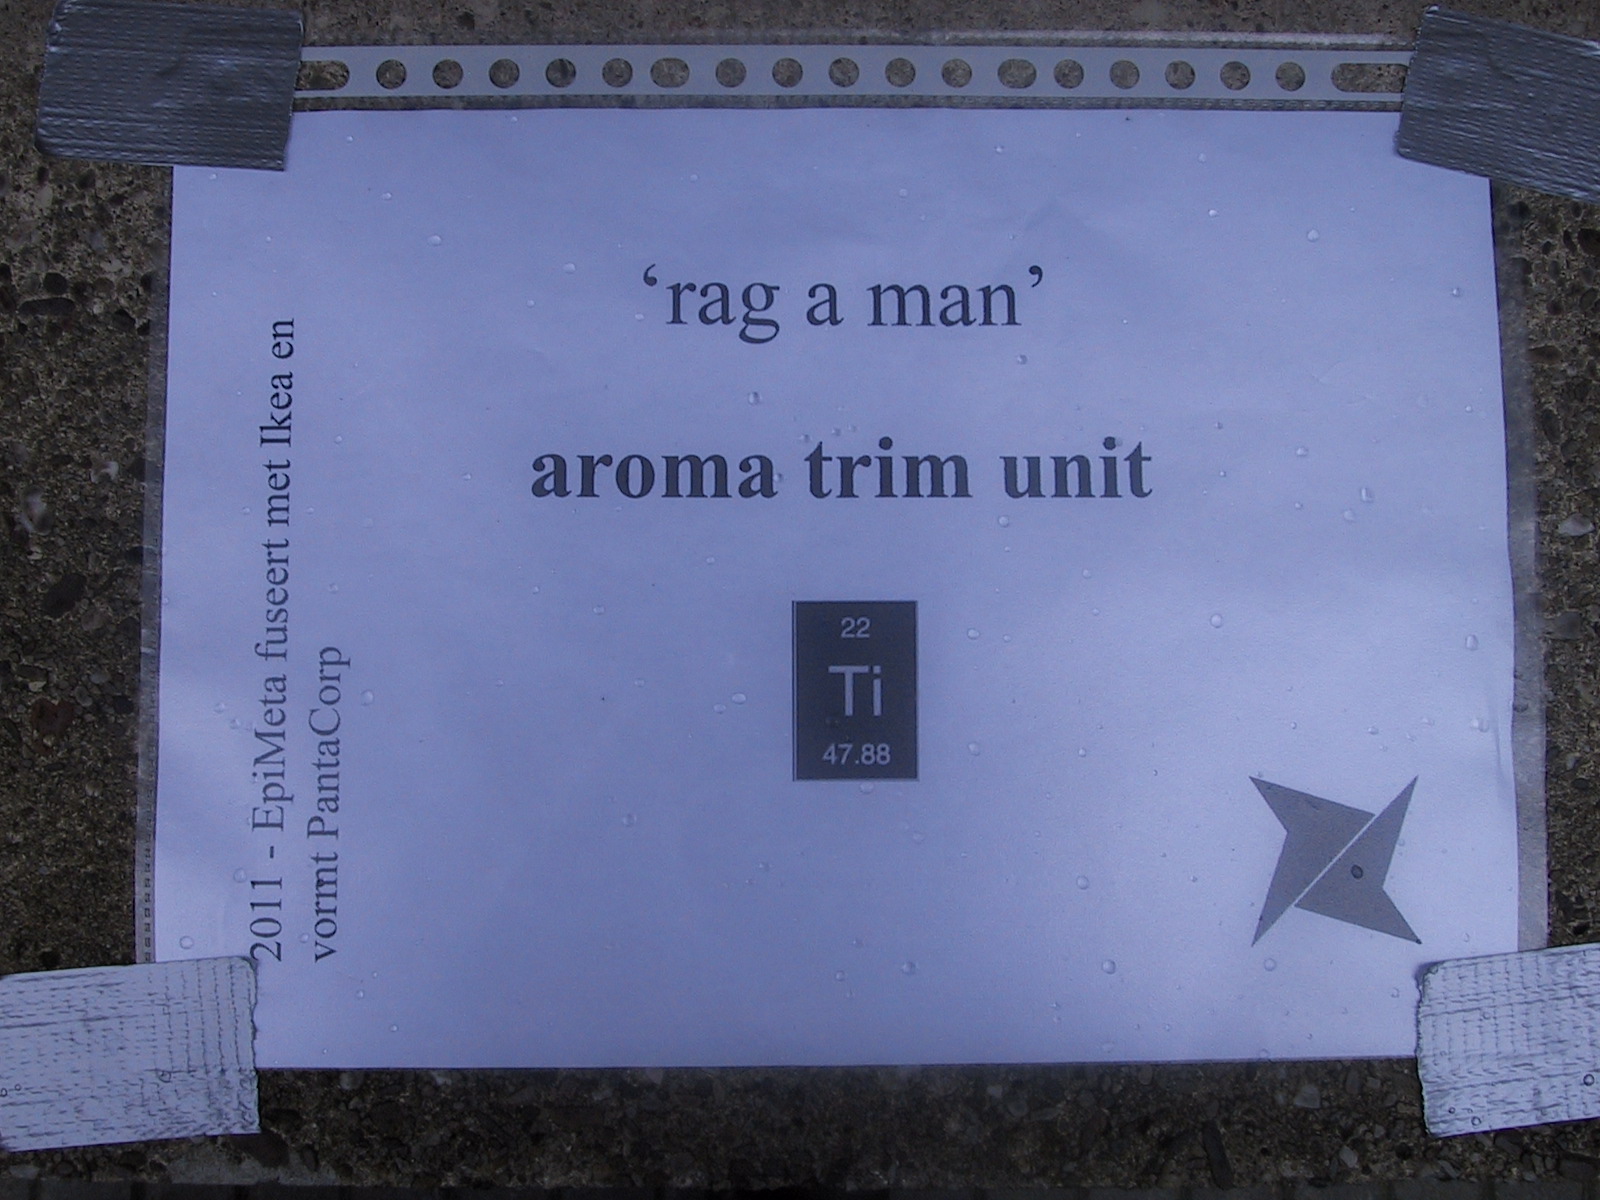 'rag a man'
aroma trim unit
22
Ti
47.88
2011 - EpiMeta fuseert met Ikea en
vormt PantaCorp